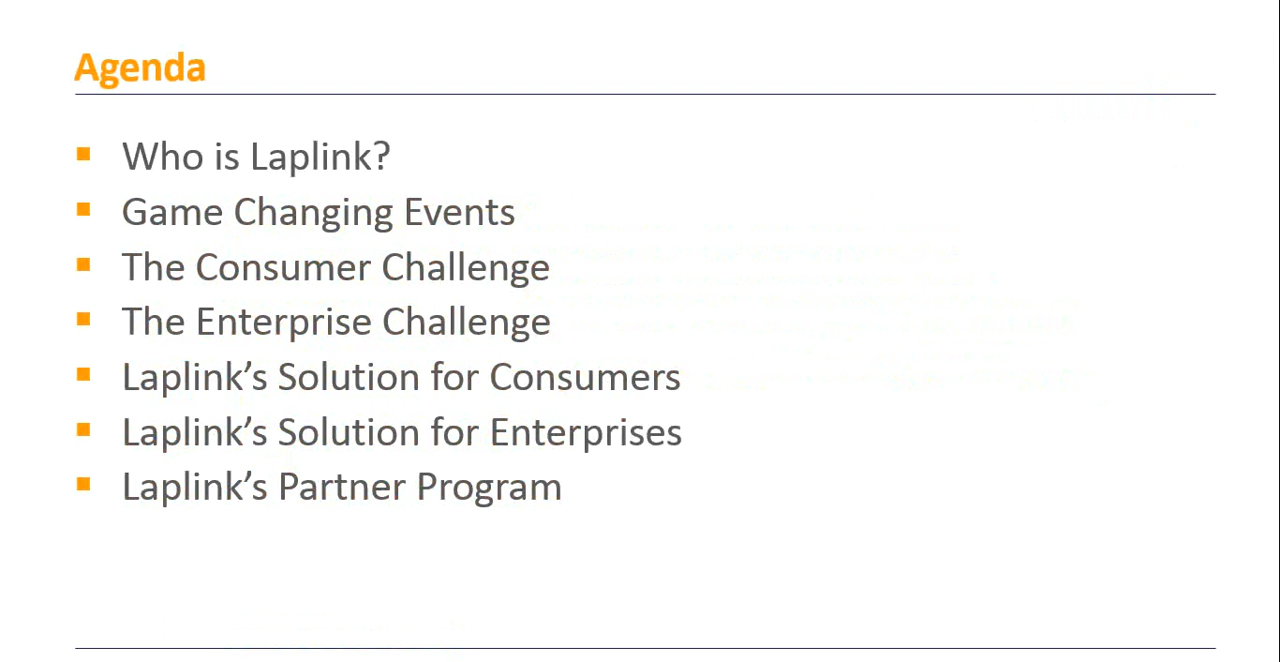 Agenda
Who is Laplink?
Game Changing Events
The Consumer Challenge
The Enterprise Challenge
Laplink’s Solution for Consumers
Laplink’s Solution for Enterprises
Laplink’s Partner Program